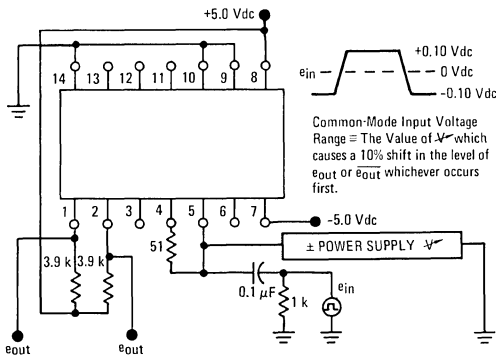 +5.0 Vdc
14 13 12 11 10 9 8
1 2 3 4 5 6 7
-5.0 Vdc
51
3.9 k 3.9 k
0.1 μF
1 k
ein
± POWER SUPPLY V
eout eout
ein
+0.10 Vdc
0 Vdc
-0.10 Vdc
Common-Mode Input Voltage
Range ≡ The Value of V which
causes a 10% shift in the level of
eout or eout whichever occurs
first.